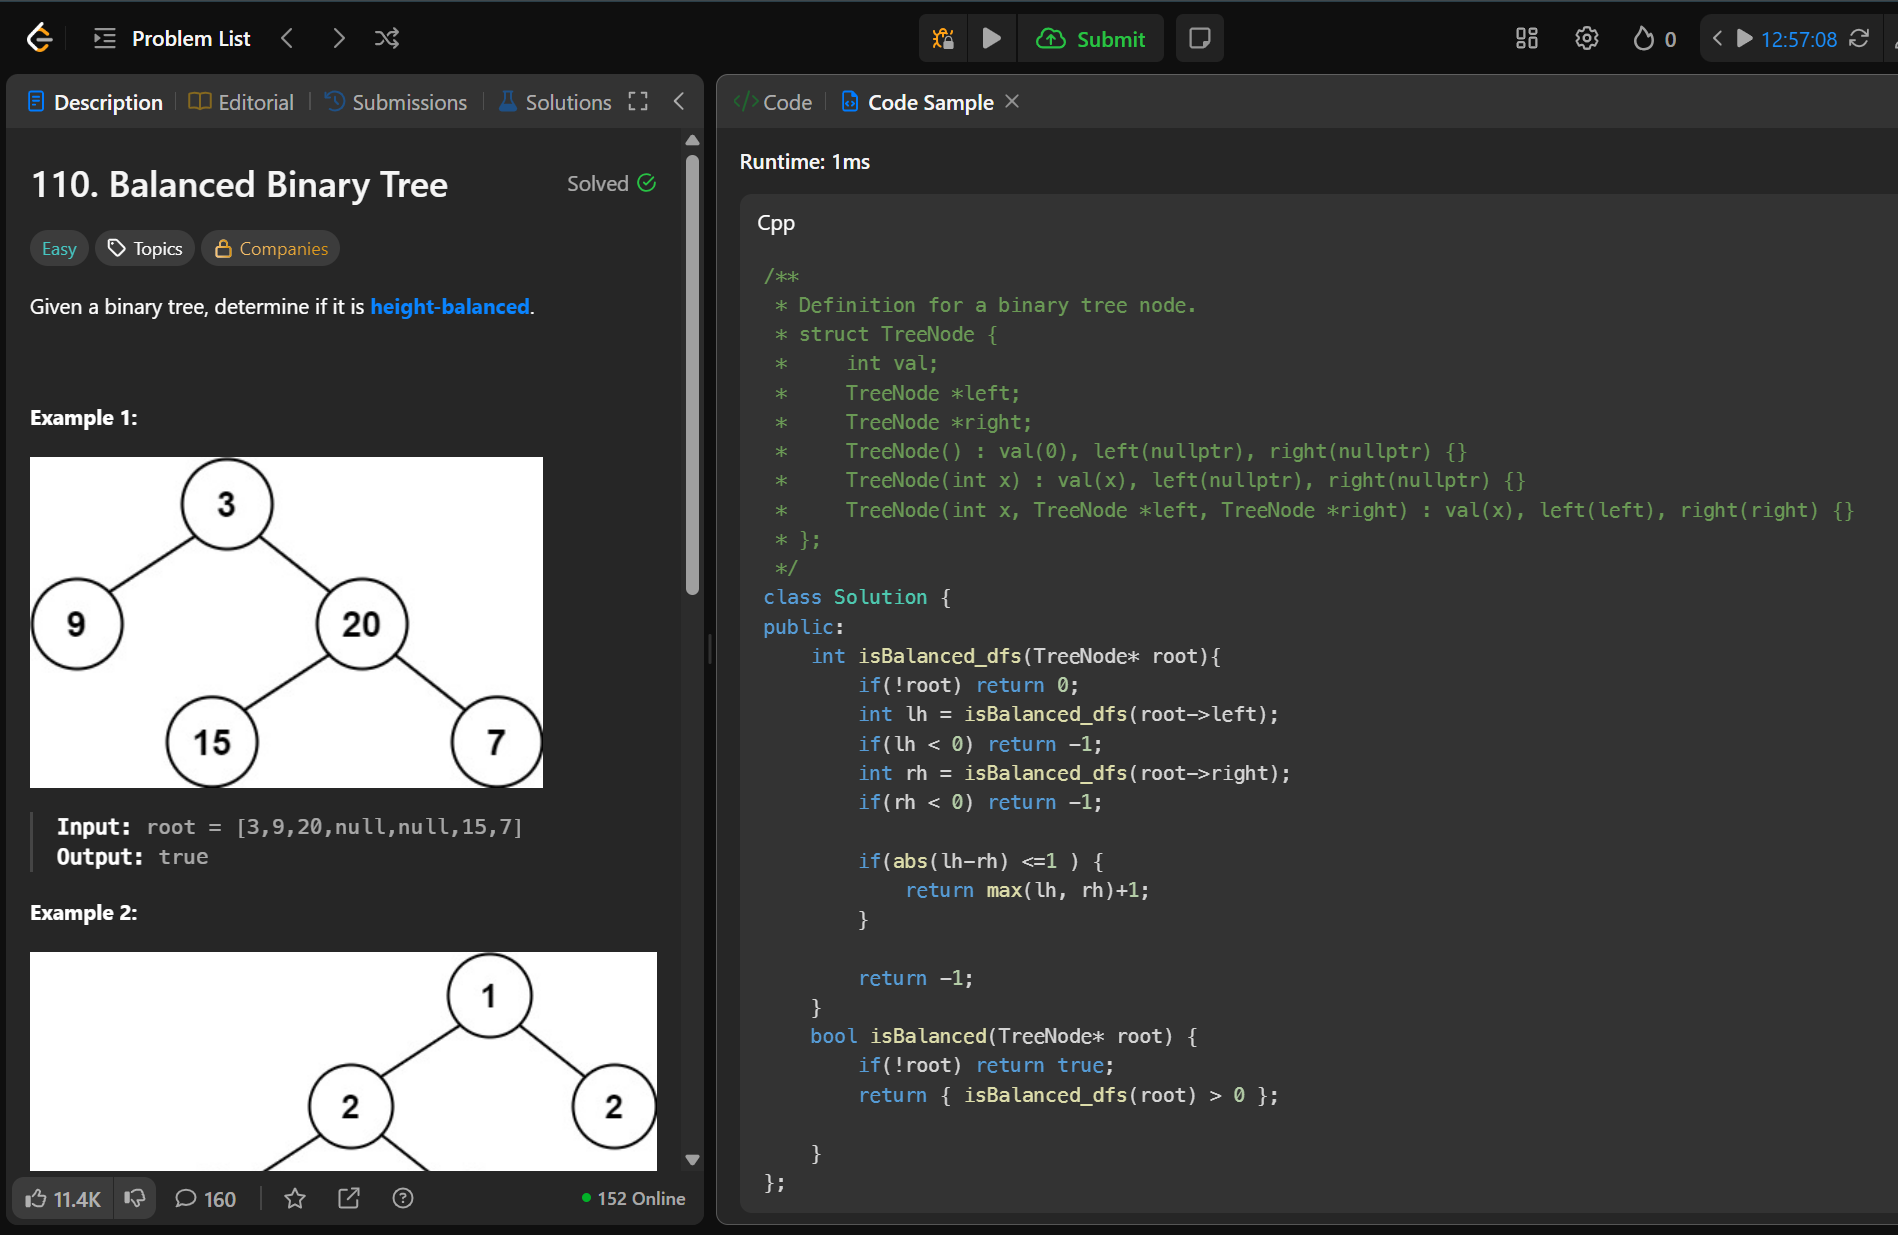 Problem List
Submit
0
12:57:08
Description
Editorial
Submissions
Solutions
110. Balanced Binary Tree
Solved
Easy
Topics
Companies
Given a binary tree, determine if it is height-balanced.
Example 1:
3
9
20
15
7
Input: root = [3,9,20,null,null,15,7]
Output: true
Example 2:
1
2
2
11.4K
160
152 Online
</> Code
Code Sample
Runtime: 1ms
Cpp
/**
 * Definition for a binary tree node.
 * struct TreeNode {
 *     int val;
 *     TreeNode *left;
 *     TreeNode *right;
 *     TreeNode() : val(0), left(nullptr), right(nullptr) {}
 *     TreeNode(int x) : val(x), left(nullptr), right(nullptr) {}
 *     TreeNode(int x, TreeNode *left, TreeNode *right) : val(x), left(left), right(right) {}
 * };
 */
class Solution {
public:
    int isBalanced_dfs(TreeNode* root){
        if(!root) return 0;
        int lh = isBalanced_dfs(root->left);
        if(lh < 0) return -1;
        int rh = isBalanced_dfs(root->right);
        if(rh < 0) return -1;
        if(abs(lh-rh) <=1 ) {
            return max(lh, rh)+1;
        }
        return -1;
    }
    bool isBalanced(TreeNode* root) {
        if(!root) return true;
        return { isBalanced_dfs(root) > 0 };
    }
};